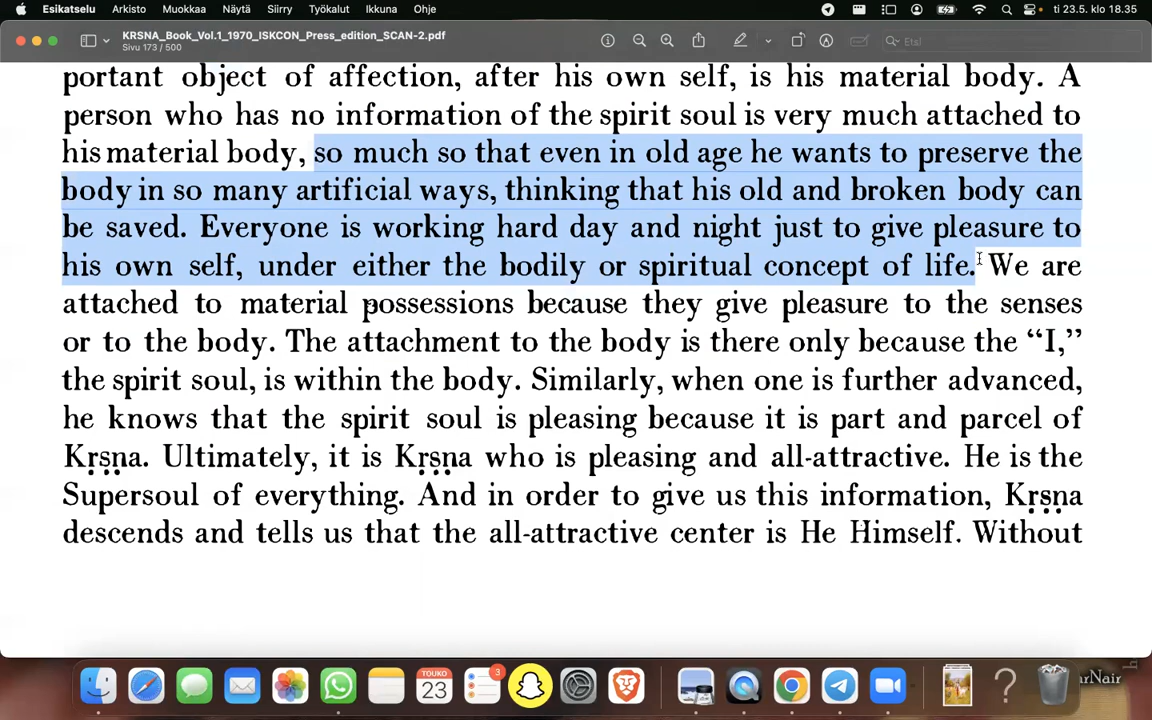 Esikatselu Arkisto Muokkaa Näytä Siirry Työkalut Ikkuna Ohje ti 23.5. klo 18.35
KRSNA_Book_Vol.1_1970_ISKCON_Press_edition_SCAN-2.pdf
Sivu 173 / 500
Etsi
portant object of affection, after his own self, is his material body. A
person who has no information of the spirit soul is very much attached to
his material body, so much so that even in old age he wants to preserve the
body in so many artificial ways, thinking that his old and broken body can
be saved. Everyone is working hard day and night just to give pleasure to
his own self, under either the bodily or spiritual concept of life. We are
attached to material possessions because they give pleasure to the senses
or to the body. The attachment to the body is there only because the “I,”
the spirit soul, is within the body. Similarly, when one is further advanced,
he knows that the spirit soul is pleasing because it is part and parcel of
Kṛṣṇa. Ultimately, it is Kṛṣṇa who is pleasing and all-attractive. He is the
Supersoul of everything. And in order to give us this information, Kṛṣṇa
descends and tells us that the all-attractive center is He Himself. Without
TOUKO
23
3